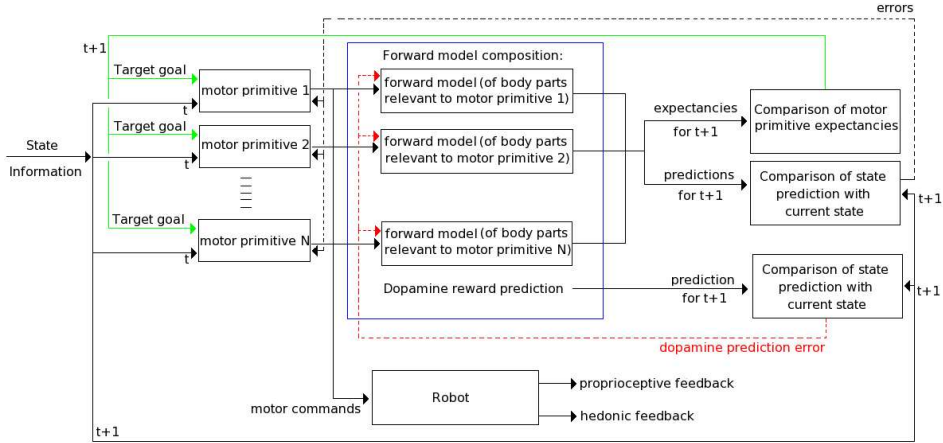 errors
t+1
Forward model composition:
Target goal
motor primitive 1
t
forward model (of body parts
relevant to motor primitive 1)
expectancies
for t+1
Comparison of motor
primitive expectancies
Target goal
motor primitive 2
t
forward model (of body parts
relevant to motor primitive 2)
State
Information
predictions
for t+1
Comparison of state
prediction with
current state
t+1
Target goal
motor primitive N
t
forward model (of body parts
relevant to motor primitive N)
Dopamine reward prediction
prediction
for t+1
Comparison of state
prediction with
current state
t+1
dopamine prediction error
motor commands
Robot
proprioceptive feedback
hedonic feedback
t+1